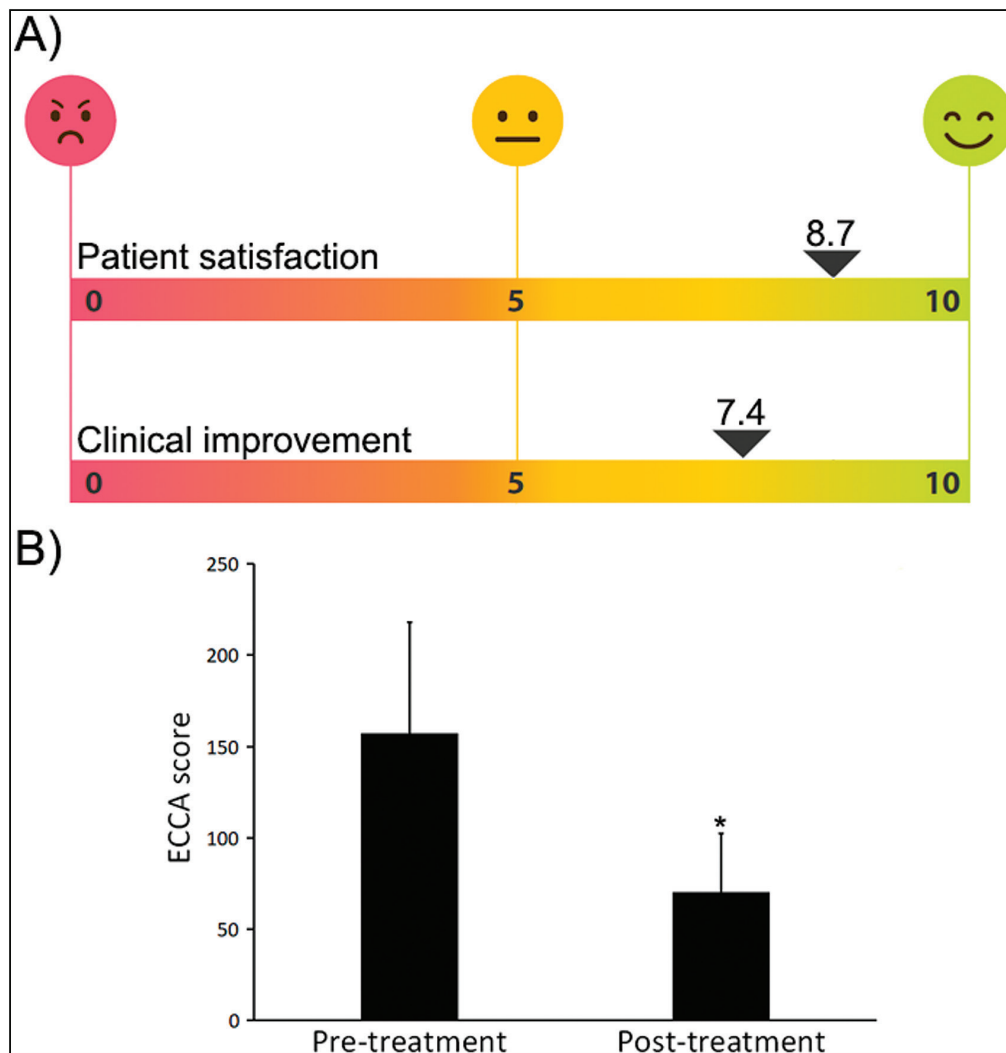 A)
8.7
Patient satisfaction
0 5 10
7.4
Clinical improvement
0 5 10
B)
250
200
150
100
50
0
ECCA score
*
Pre-treatment Post-treatment